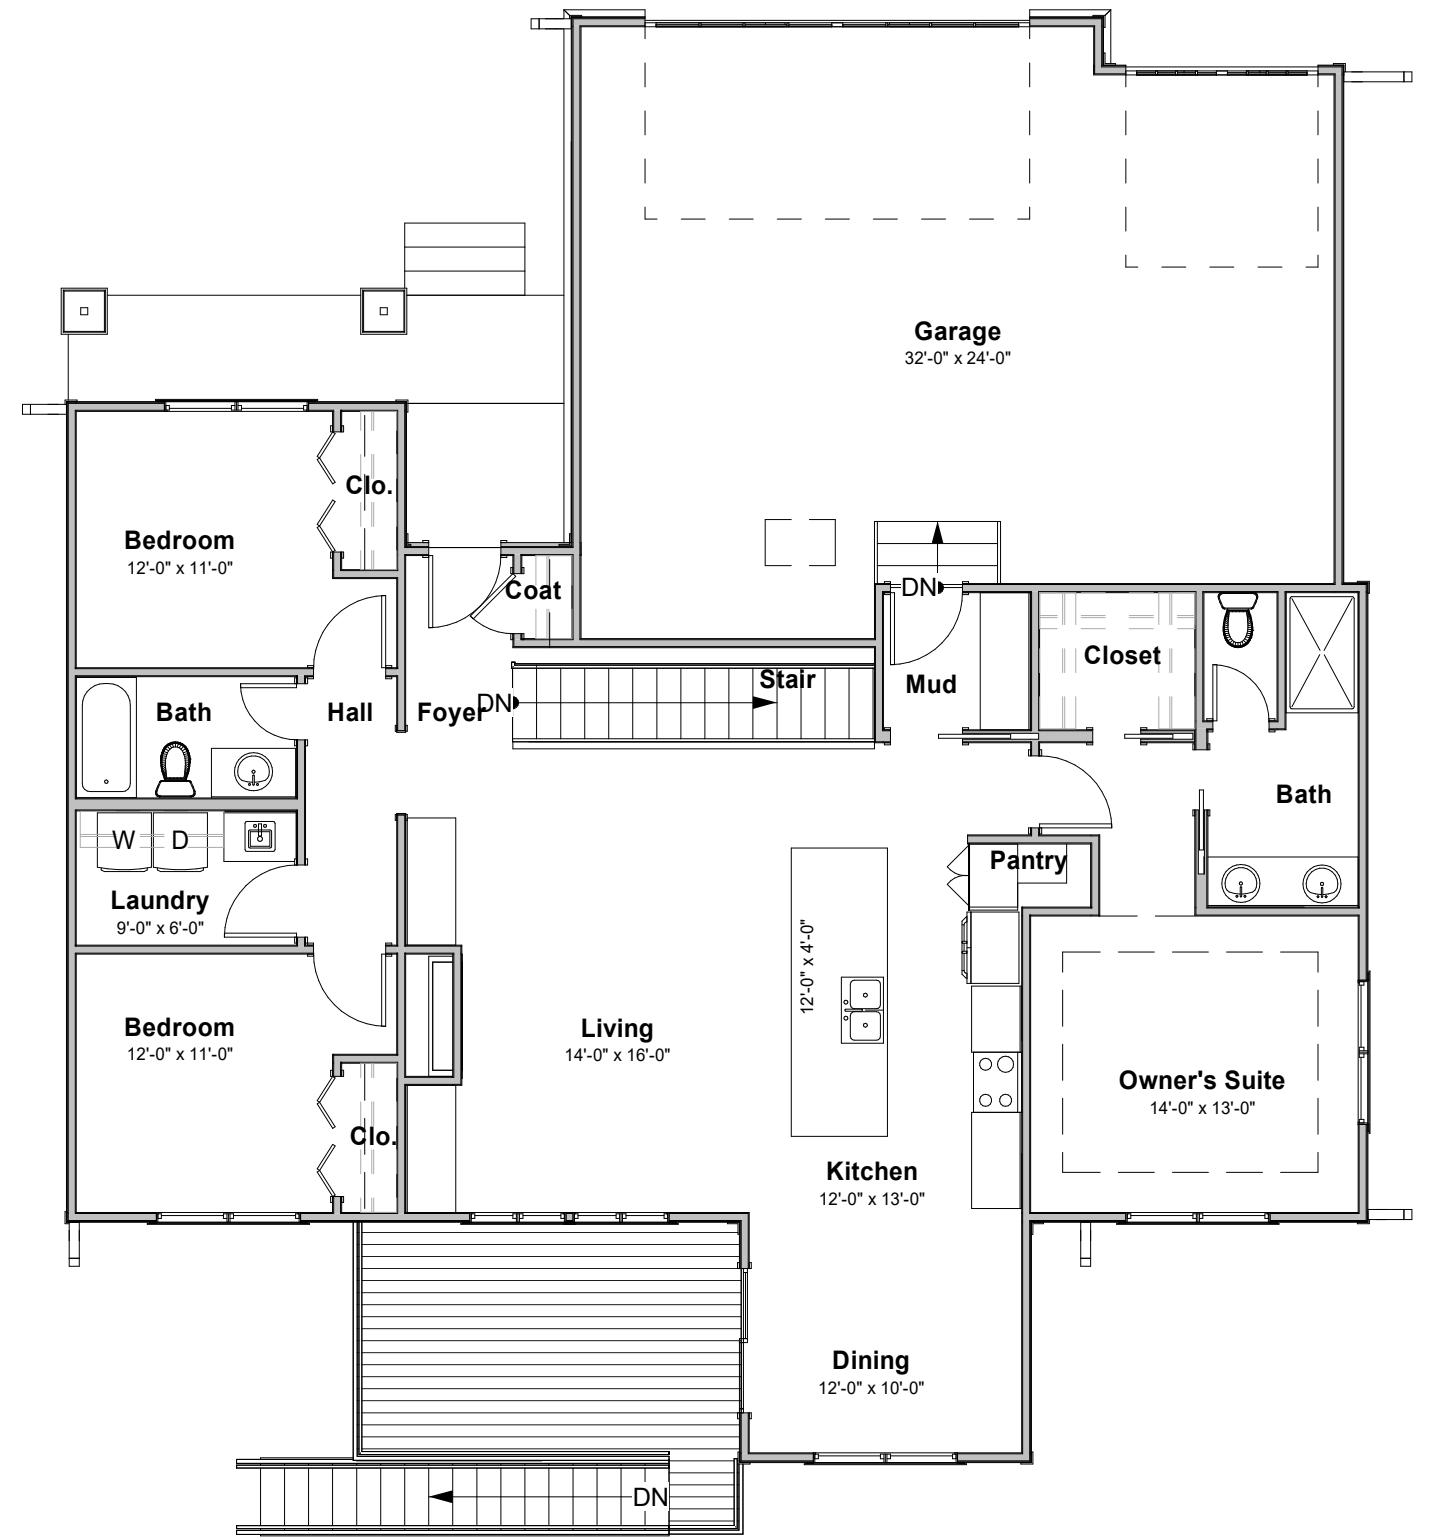 Garage
32'-0" x 24'-0"
Clo.
Bedroom
12'-0" x 11'-0"
Coat
DN
Closet
Stair
Mud
Bath
Hall
Foyer
DN
Bath
W
D
Pantry
Laundry
9'-0" x 6'-0"
12'-0" x 4'-0"
Bedroom
12'-0" x 11'-0"
Living
14'-0" x 16'-0"
Owner's Suite
14'-0" x 13'-0"
Clo.
Kitchen
12'-0" x 13'-0"
Dining
12'-0" x 10'-0"
DN